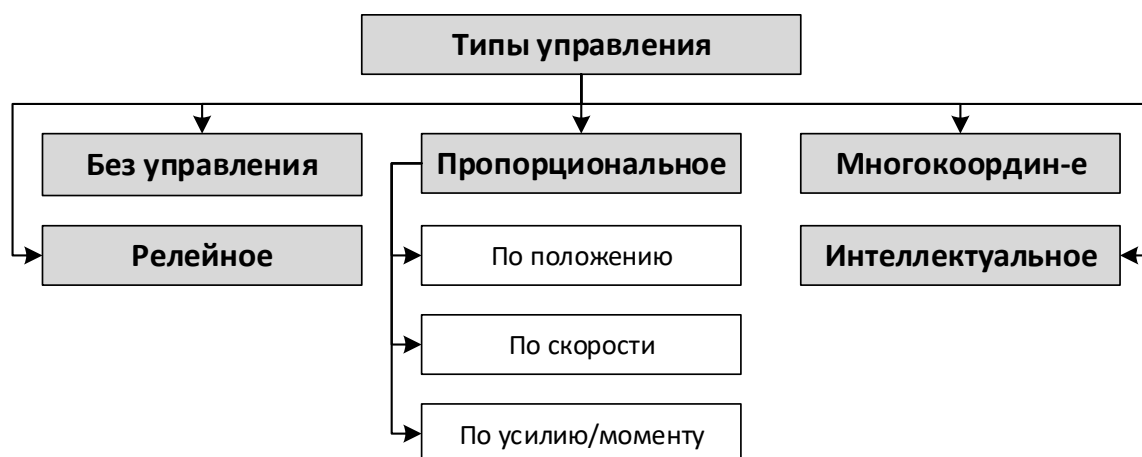 Типы управления
Без управления
Пропорциональное
Многокоордин-е
Релейное
По положению
Интеллектуальное
По скорости
По усилию/моменту